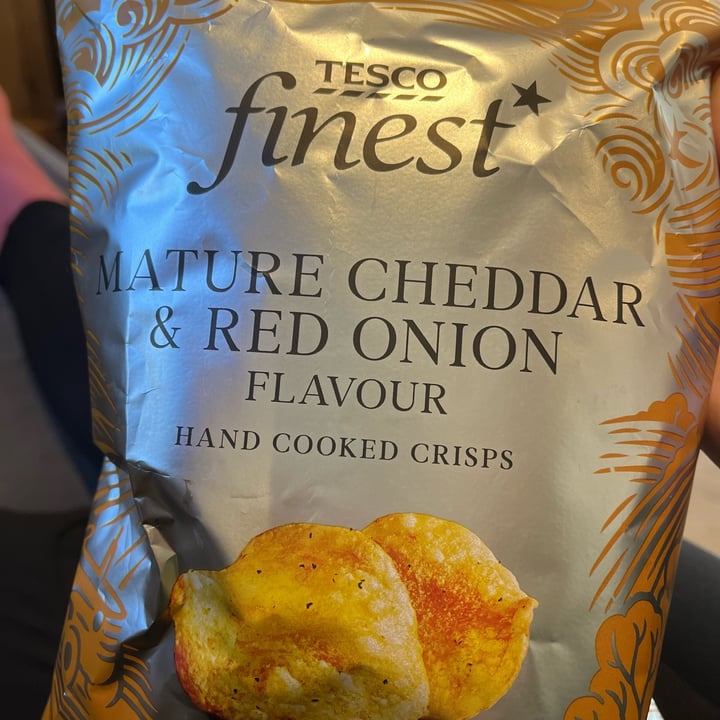 TESCO
finest
MATURE CHEDDAR
& RED ONION
FLAVOUR
HAND COOKED CRISPS